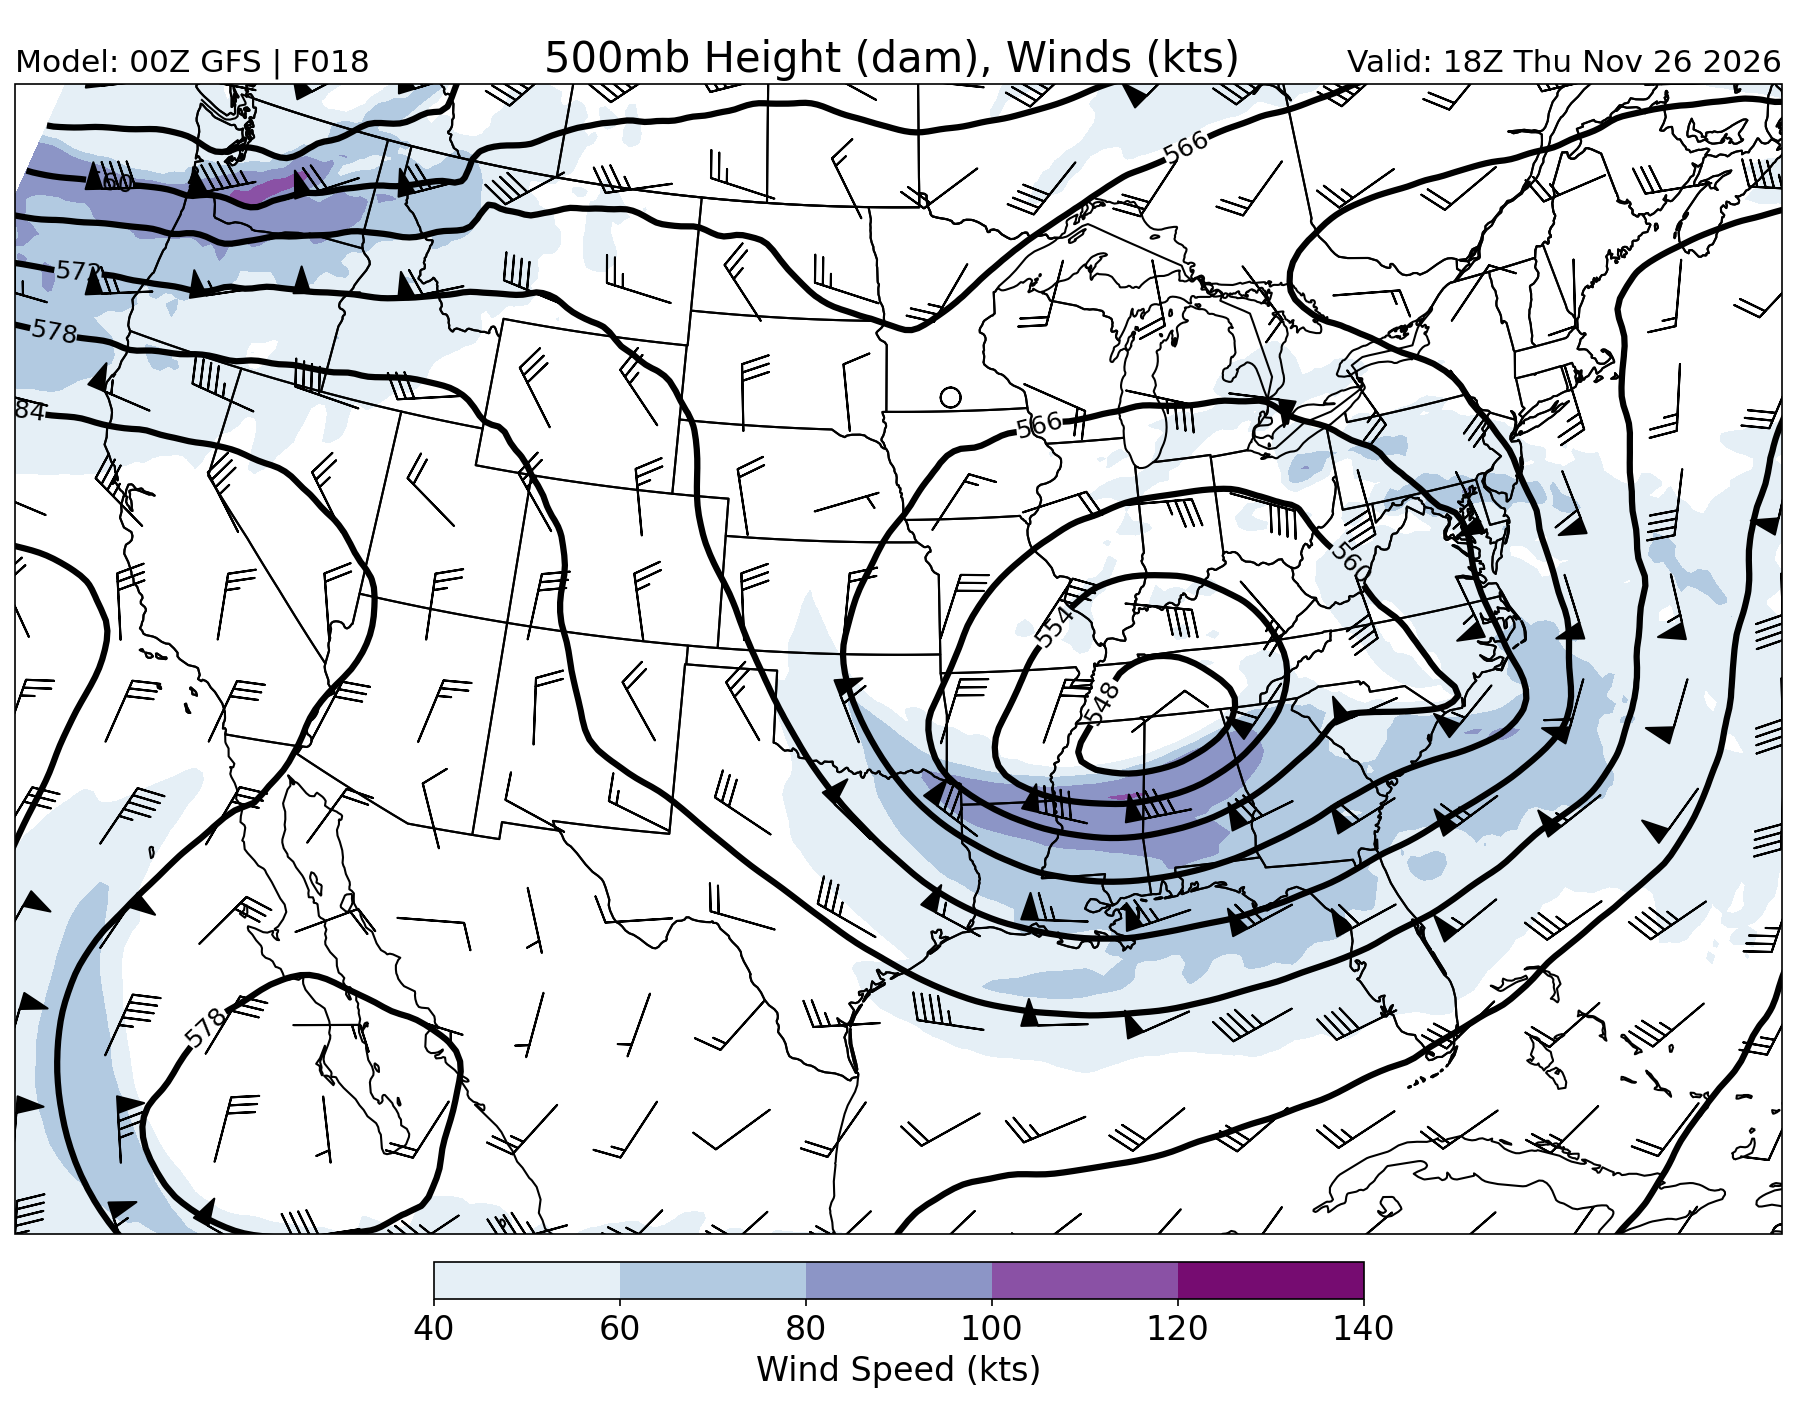 Model: 00Z GFS | F018
500mb Height (dam), Winds (kts)
Valid: 18Z Thu Nov 26 2026
566
578
84
566
560
554
548
578
40 60 80 100 120 140
Wind Speed (kts)